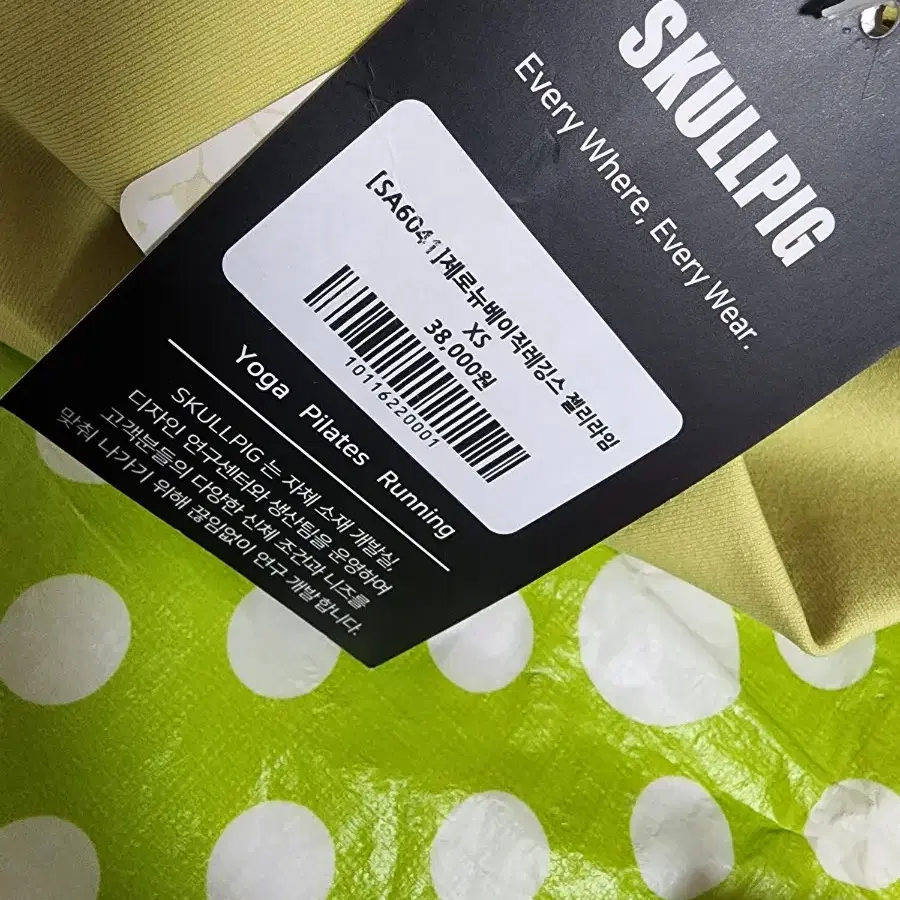 SKULLPIG
Every Where, Every Wear.
[SA6041]제로뉴베이직레깅스 젤리라임
XS
38,000원
10116220001
Yoga Pilates Running
SKULLPIG 는 자체 소재 개발실,
디자인 연구센터와 생산팀을 운영하여
고객분들의 다양한 신체 조건과 니즈를
맞춰 나가기 위해 끊임없이 연구 개발합니다.